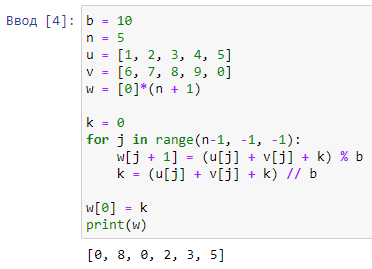 Ввод [4]: b = 10
n = 5
u = [1, 2, 3, 4, 5]
v = [6, 7, 8, 9, 0]
w = [0]*(n + 1)

k = 0
for j in range(n-1, -1, -1):
    w[j + 1] = (u[j] + v[j] + k) % b
    k = (u[j] + v[j] + k) // b

w[0] = k
print(w)

[0, 8, 0, 2, 3, 5]